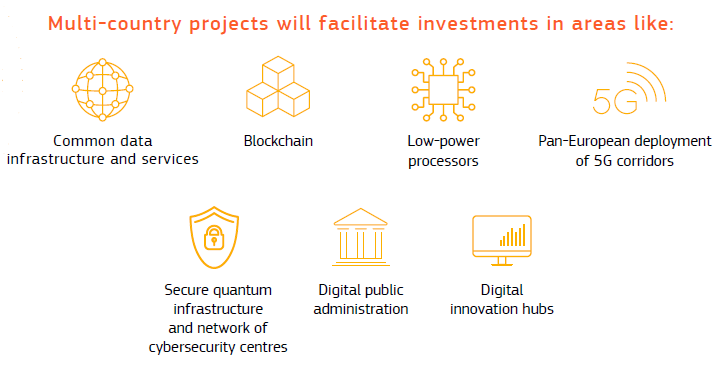 Multi-country projects will facilitate investments in areas like:
5G
Common data
infrastructure and services
Blockchain
Low-power
processors
Pan-European deployment
of 5G corridors
Secure quantum
infrastructure
and network of
cybersecurity centres
Digital public
administration
Digital
innovation hubs